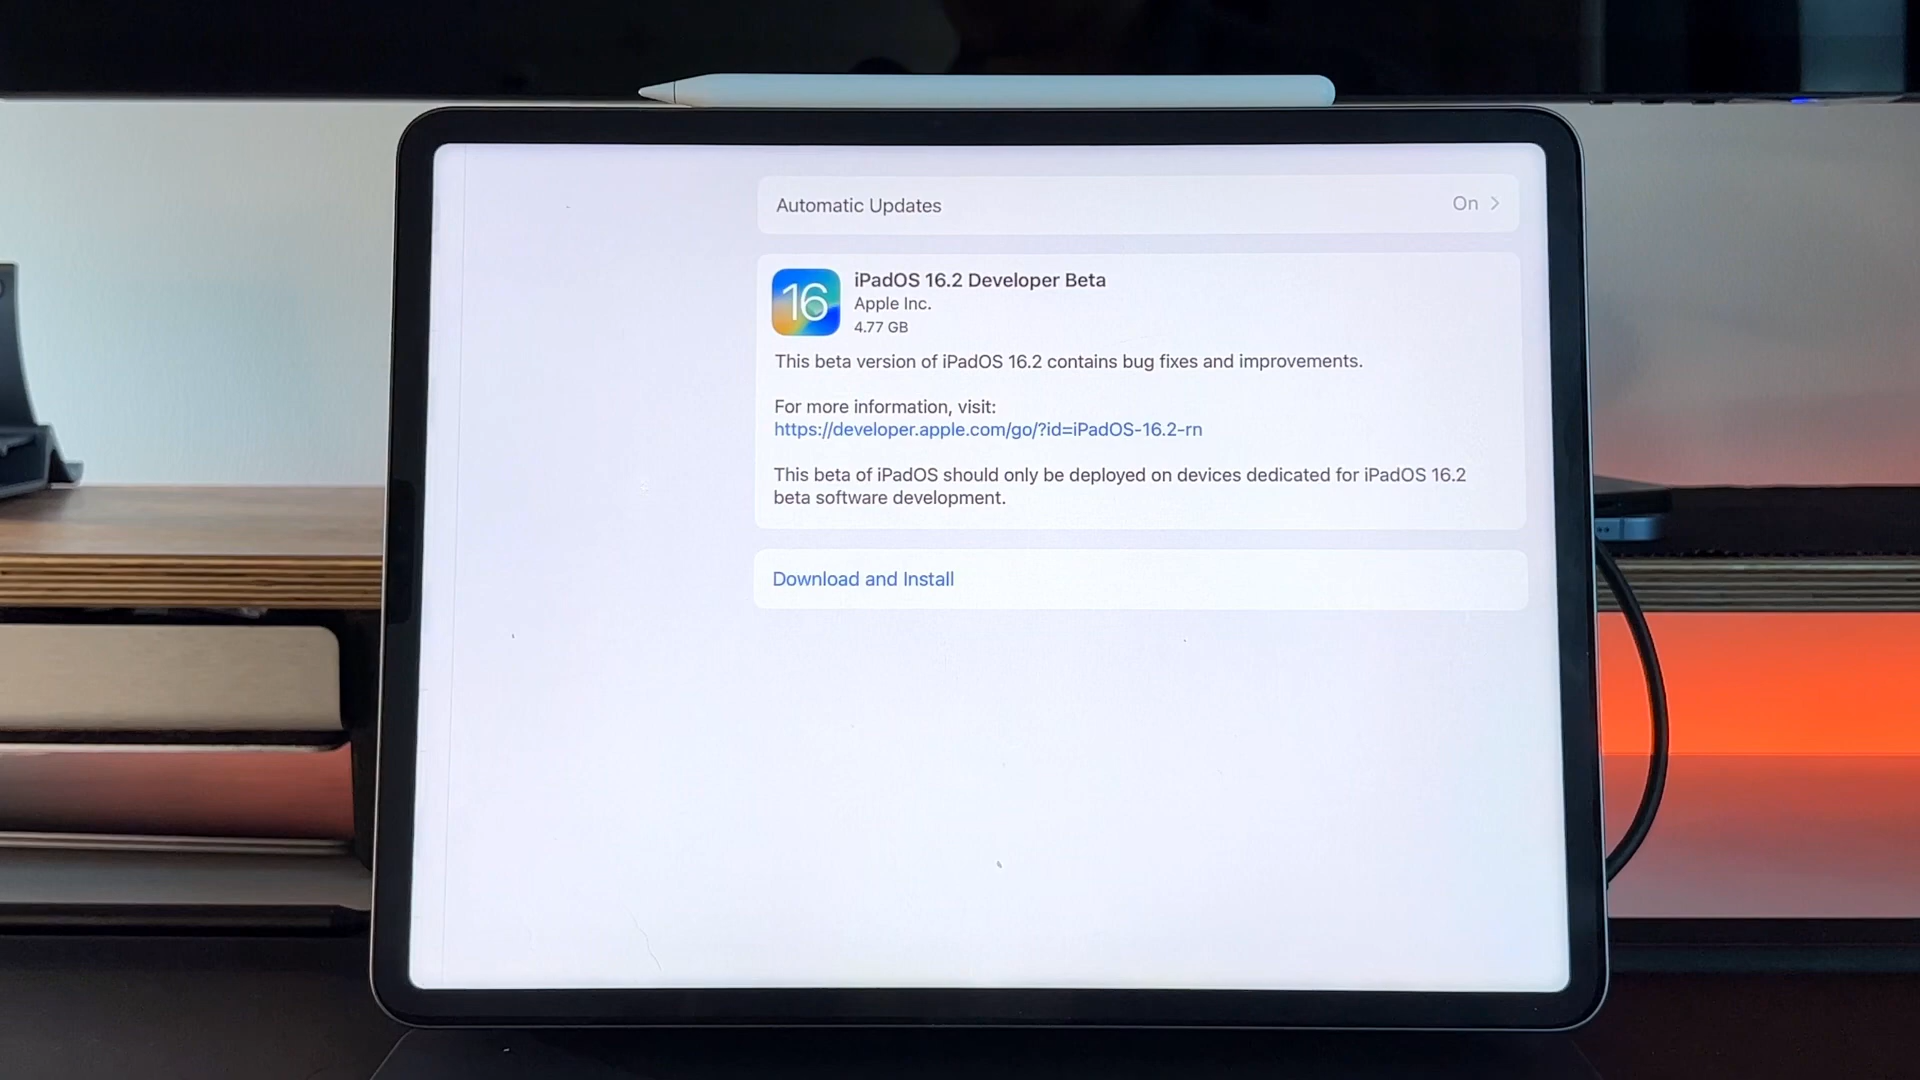 Automatic Updates On
16
iPadOS 16.2 Developer Beta
Apple Inc.
4.77 GB
This beta version of iPadOS 16.2 contains bug fixes and improvements.
For more information, visit:
https://developer.apple.com/go/?id=iPadOS-16.2-rn
This beta of iPadOS should only be deployed on devices dedicated for iPadOS 16.2
beta software development.
Download and Install